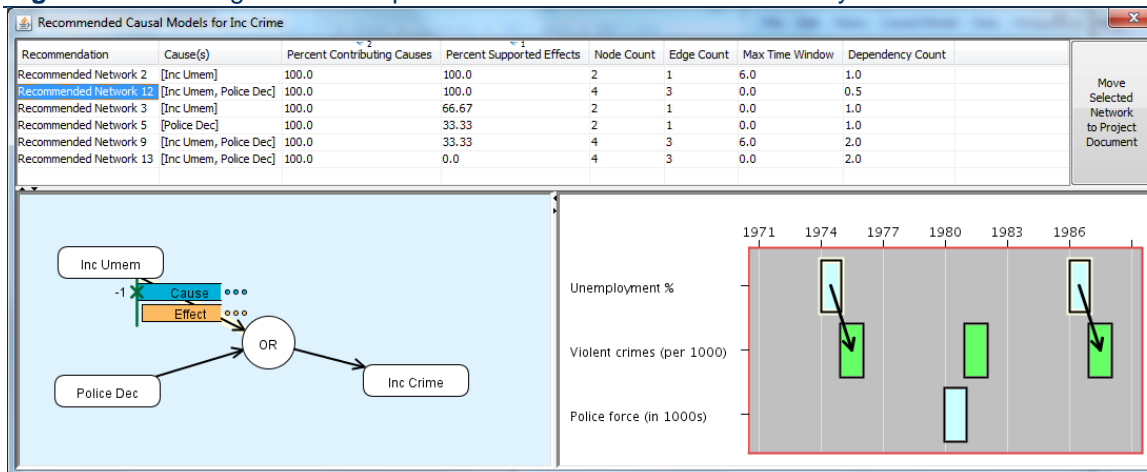 Recommended Causal Models for Inc Crime
Recommendation Cause(s) Percent Contributing Causes 2 Percent Supported Effects 1 Node Count Edge Count Max Time Window Dependency Count
Recommended Network 2 [Inc Umem] 100.0 100.0 2 1 6.0 1.0
Recommended Network 12 [Inc Umem, Police Dec] 100.0 100.0 4 3 0.0 0.5
Recommended Network 3 [Inc Umem] 100.0 66.67 2 1 0.0 1.0
Recommended Network 5 [Police Dec] 100.0 33.33 2 1 0.0 1.0
Recommended Network 9 [Inc Umem, Police Dec] 100.0 33.33 4 3 6.0 2.0
Recommended Network 13 [Inc Umem, Police Dec] 100.0 0.0 4 3 0.0 2.0
Move
Selected
Network
to Project
Document
Inc Umem
-1 Cause
Effect
OR
Police Dec
Inc Crime
1971 1974 1977 1980 1983 1986
Unemployment %
Violent crimes (per 1000)
Police force (in 1000s)